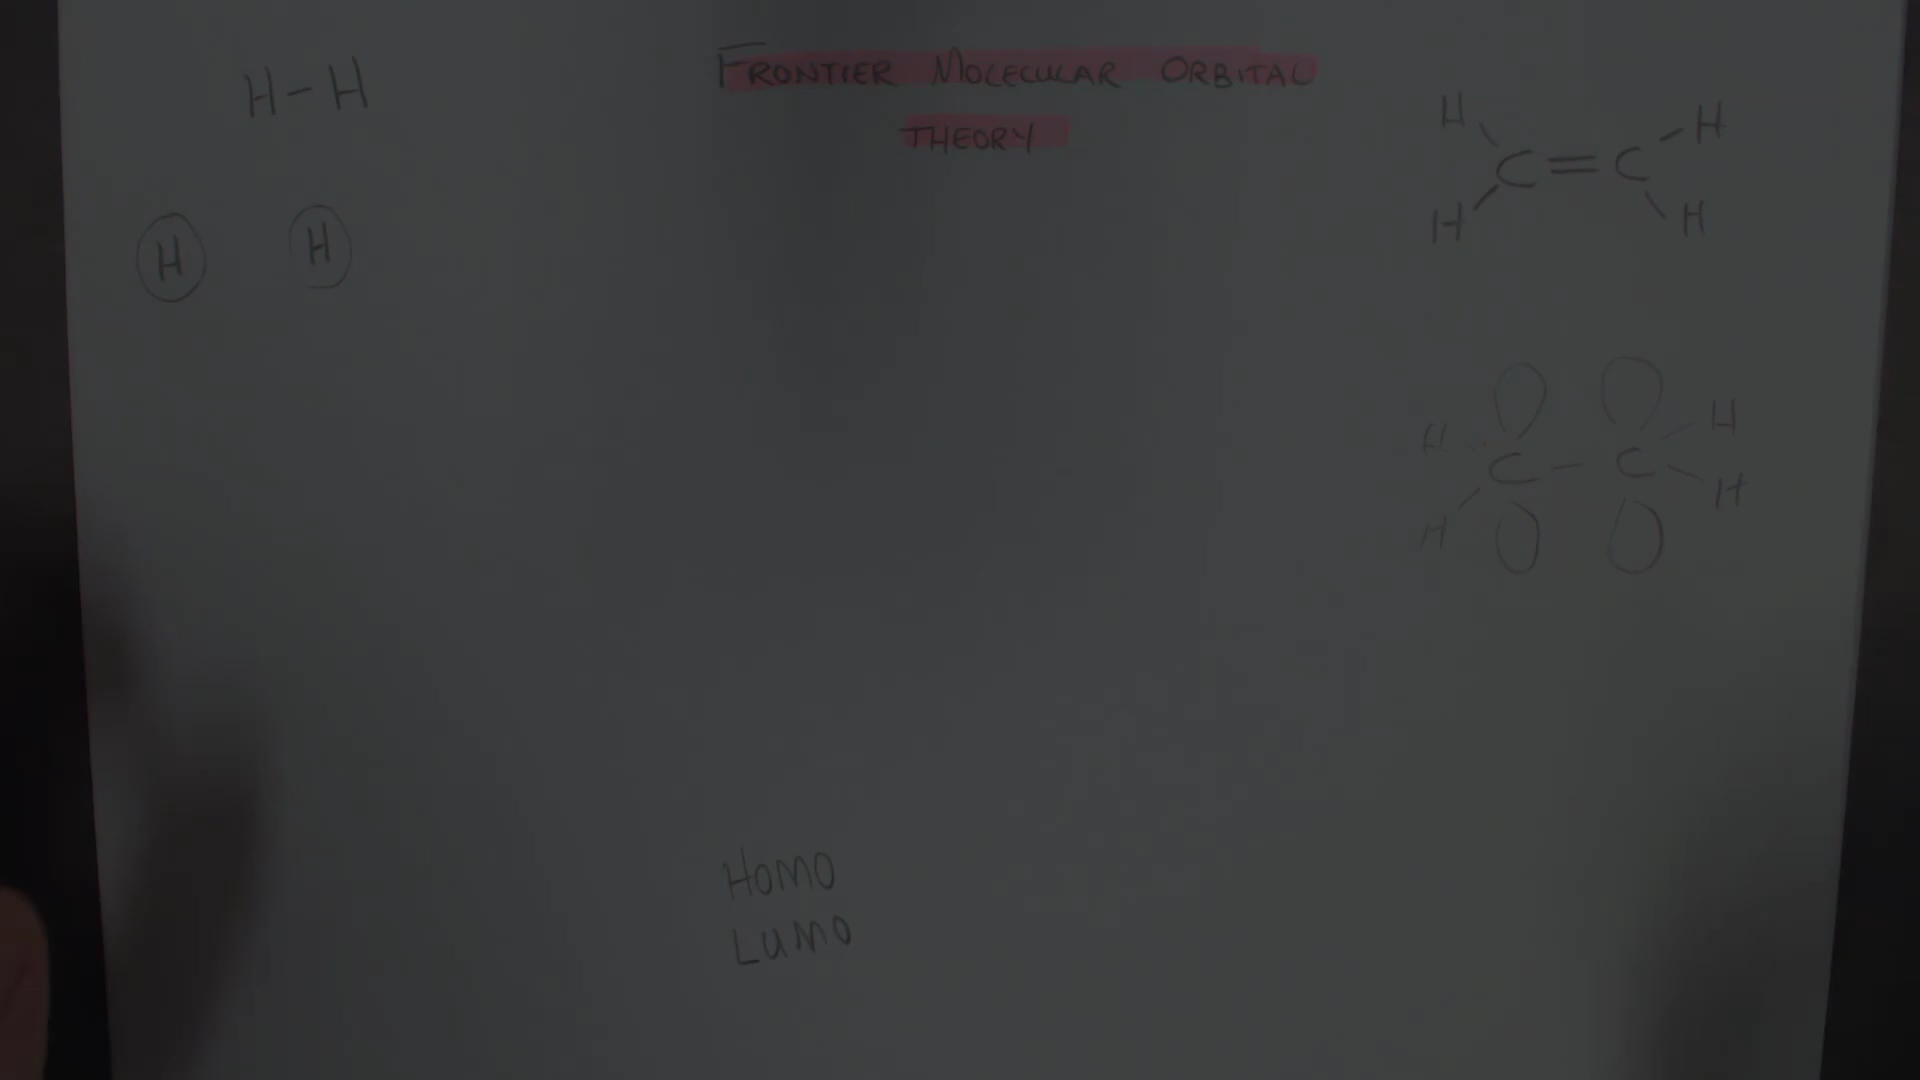 FRONTIER MOLECULAR ORBITAL
THEORY
H-H
H H
H H
C=C
H H
H H
C-C
H H
HOMO
LUMO